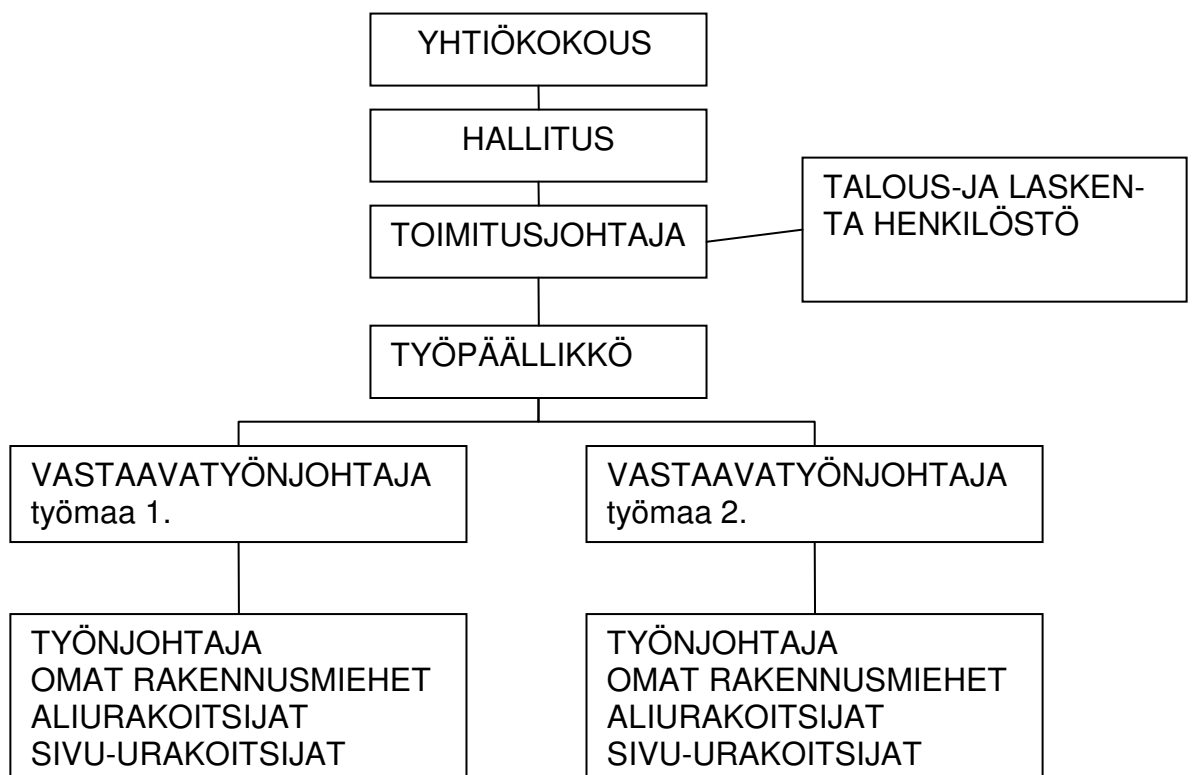 YHTIÖKOKOUS
HALLITUS
TALOUS-JA LASKEN-
TA HENKILÖSTÖ
TOIMITUSJOHTAJA
TYÖPÄÄLLIKKÖ
VASTAAVATYÖNJOHTAJA
työmaa 1.
VASTAAVATYÖNJOHTAJA
työmaa 2.
TYÖNJOHTAJA
OMAT RAKENNUSMIEHET
ALIURAKOITSIJAT
SIVU-URAKOITSIJAT
TYÖNJOHTAJA
OMAT RAKENNUSMIEHET
ALIURAKOITSIJAT
SIVU-URAKOITSIJAT